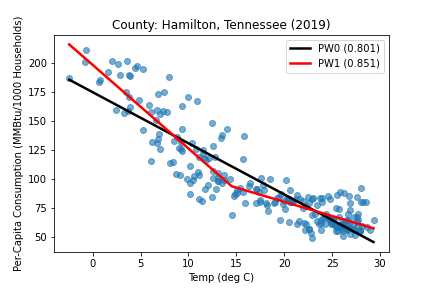 County: Hamilton, Tennessee (2019)
PW0 (0.801)
PW1 (0.851)
Per-Capita Consumption (MMBtu/1000 Households)
200
175
150
125
100
75
50
0
5
10
15
20
25
30
Temp (deg C)